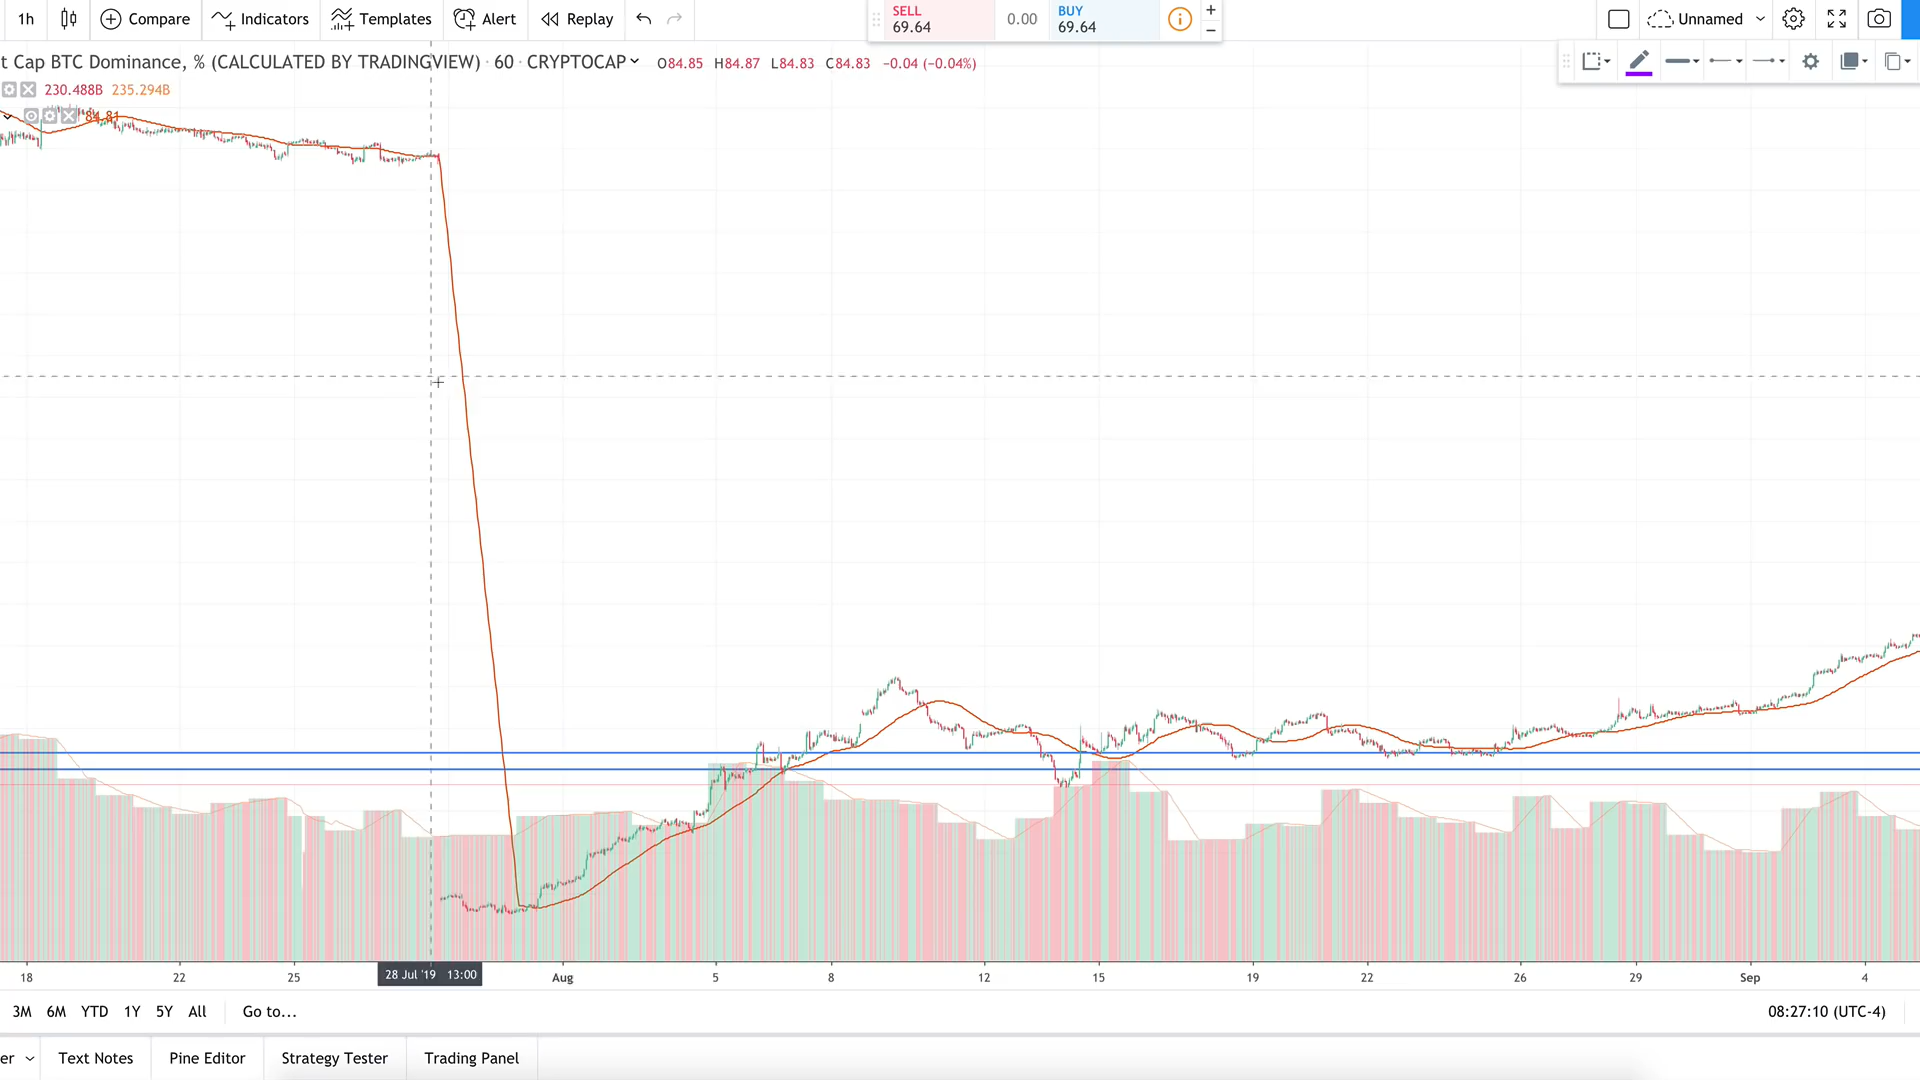 1h Compare Indicators Templates Alert Replay SELL 69.64 0.00 BUY 69.64 + − Unnamed
t Cap BTC Dominance, % (CALCULATED BY TRADINGVIEW) · 60 · CRYPTOCAP O84.85 H84.87 L84.83 C84.83 −0.04 (−0.04%)
230.488B 235.294B
84.81
18 22 25 28 Jul '19 13:00 Aug 5 8 12 15 19 22 26 29 Sep 4
3M 6M YTD 1Y 5Y All Go to... 08:27:10 (UTC-4)
er Text Notes Pine Editor Strategy Tester Trading Panel